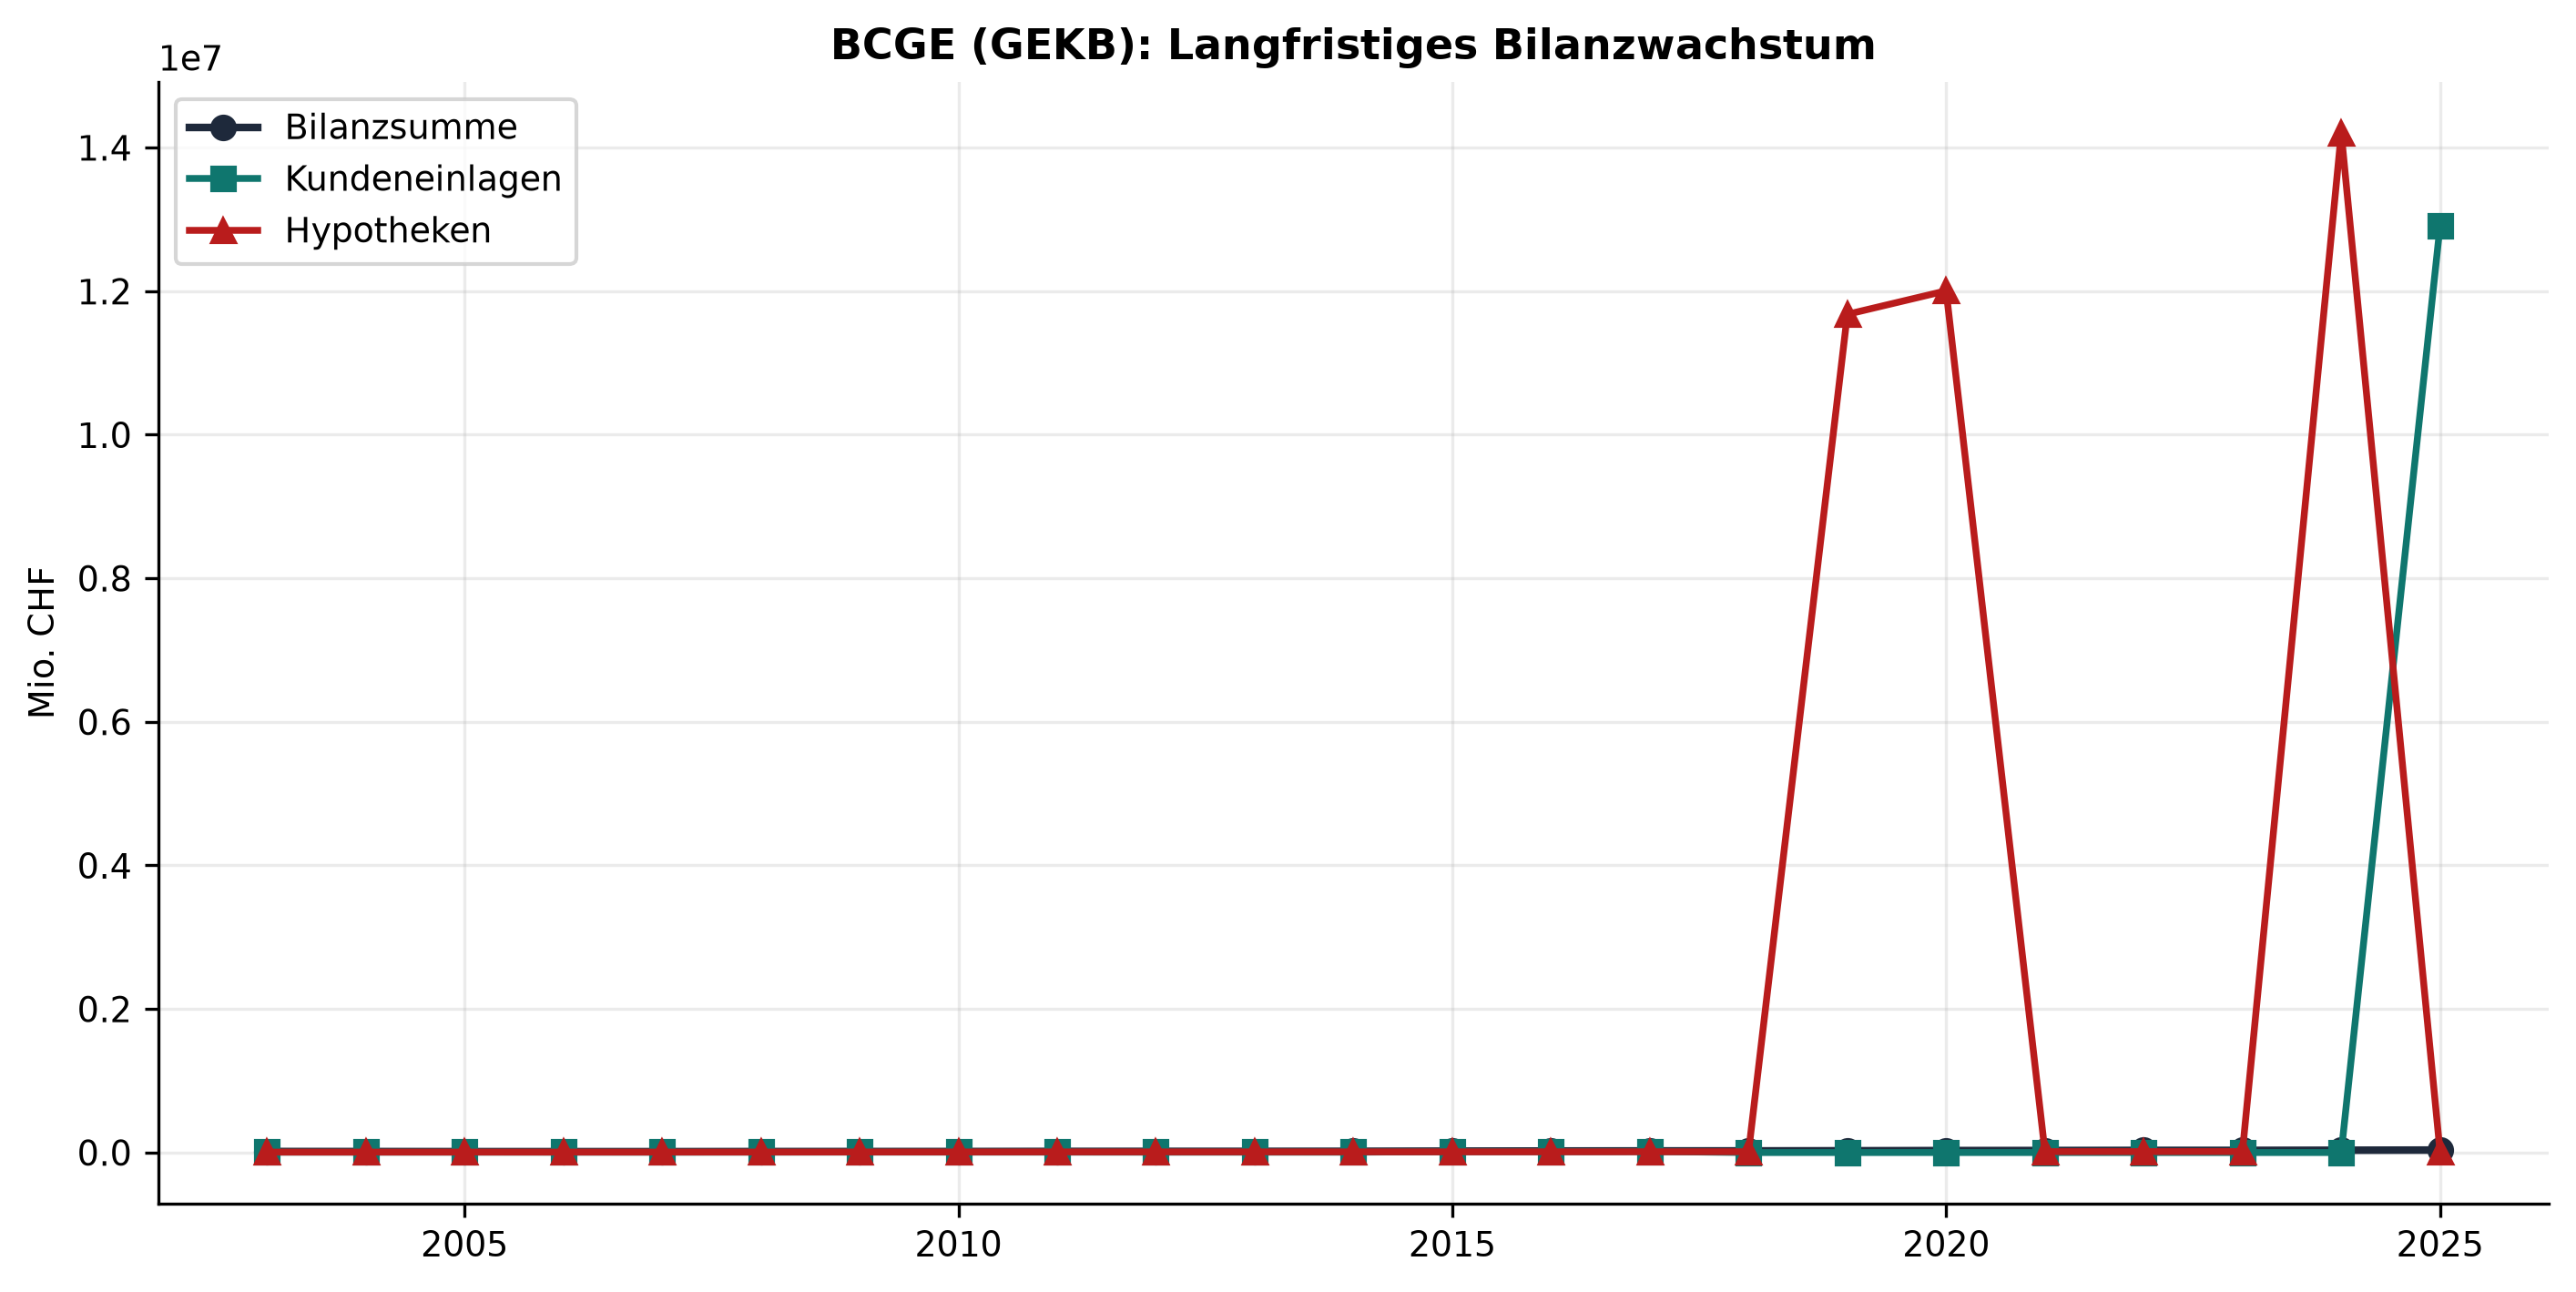 BCGE (GEKB): Langfristiges Bilanzwachstum
1e7
Bilanzsumme
Kundeneinlagen
Hypotheken
Mio. CHF
1.4
1.2
1.0
0.8
0.6
0.4
0.2
0.0
2005 2010 2015 2020 2025